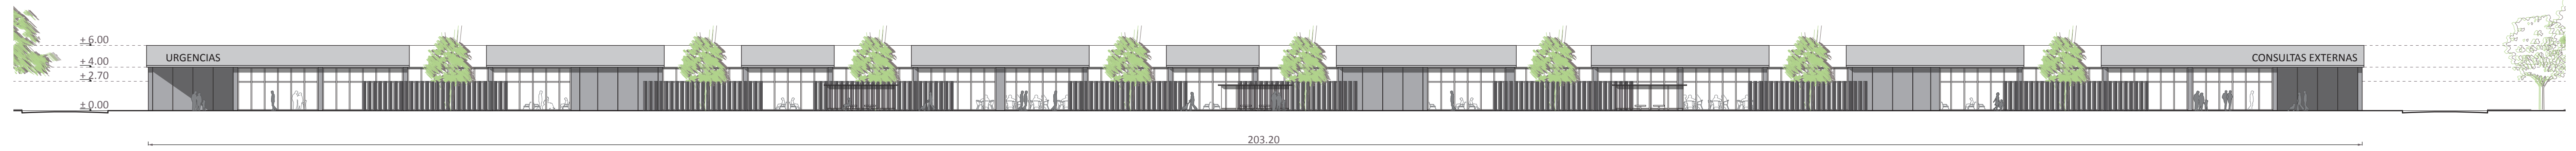 ± 6.00
URGENCIAS
CONSULTAS EXTERNAS
± 4.00
± 2.70
± 0.00
203.20